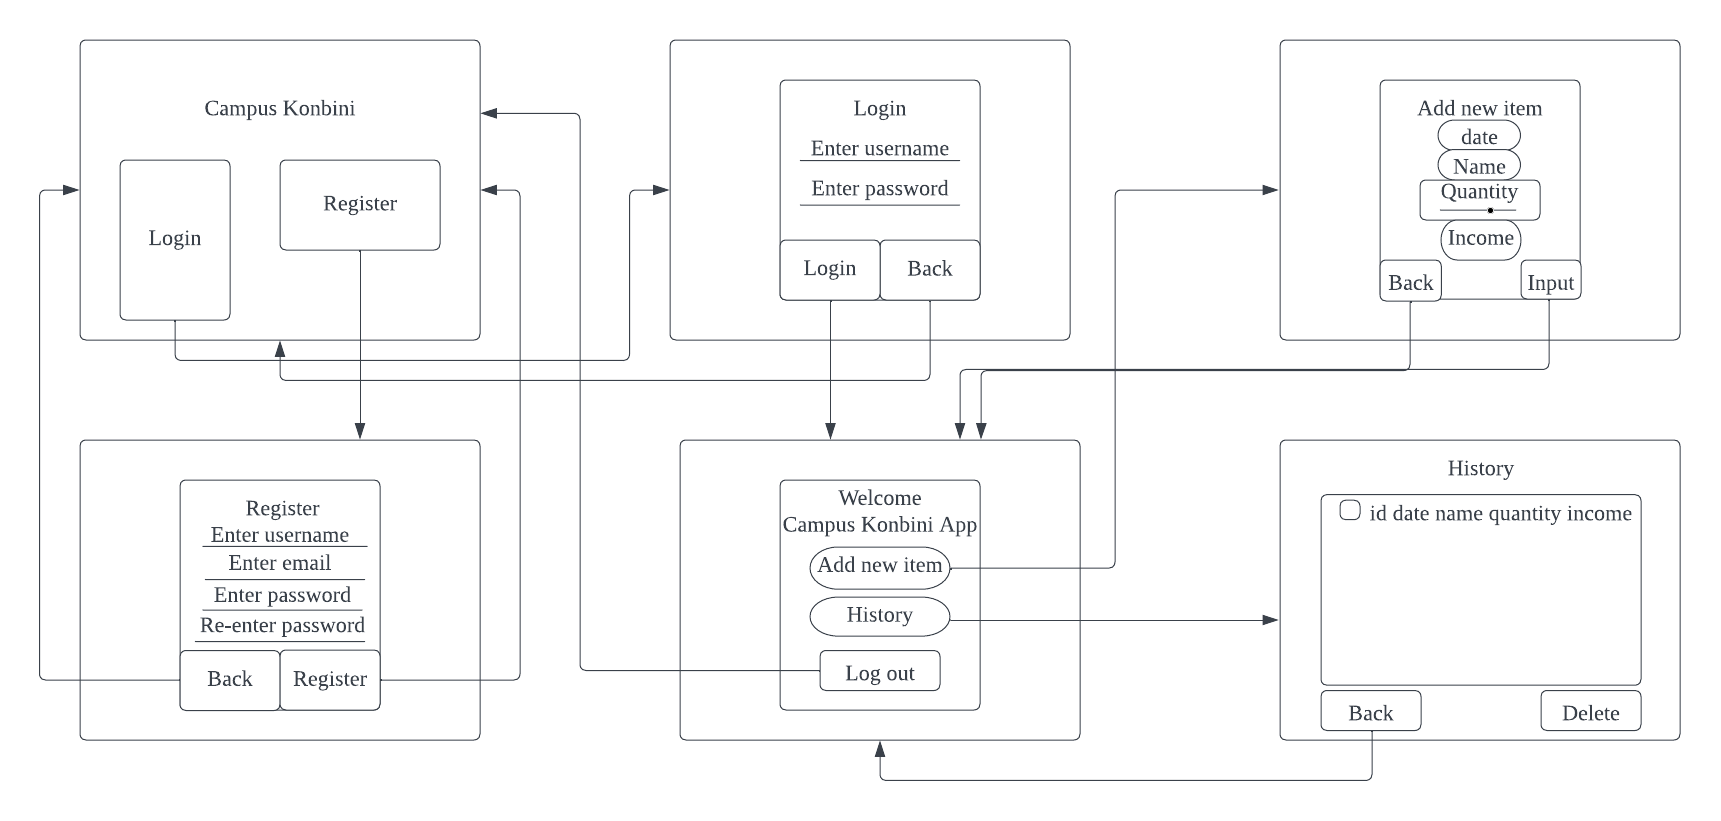 Campus Konbini
Login
Register
Login
Enter username
Enter password
Login
Back
Add new item
date
Name
Quantity
Income
Back
Input
Register
Enter username
Enter email
Enter password
Re-enter password
Back
Register
Welcome
Campus Konbini App
Add new item
History
Log out
History
id date name quantity income
Back
Delete